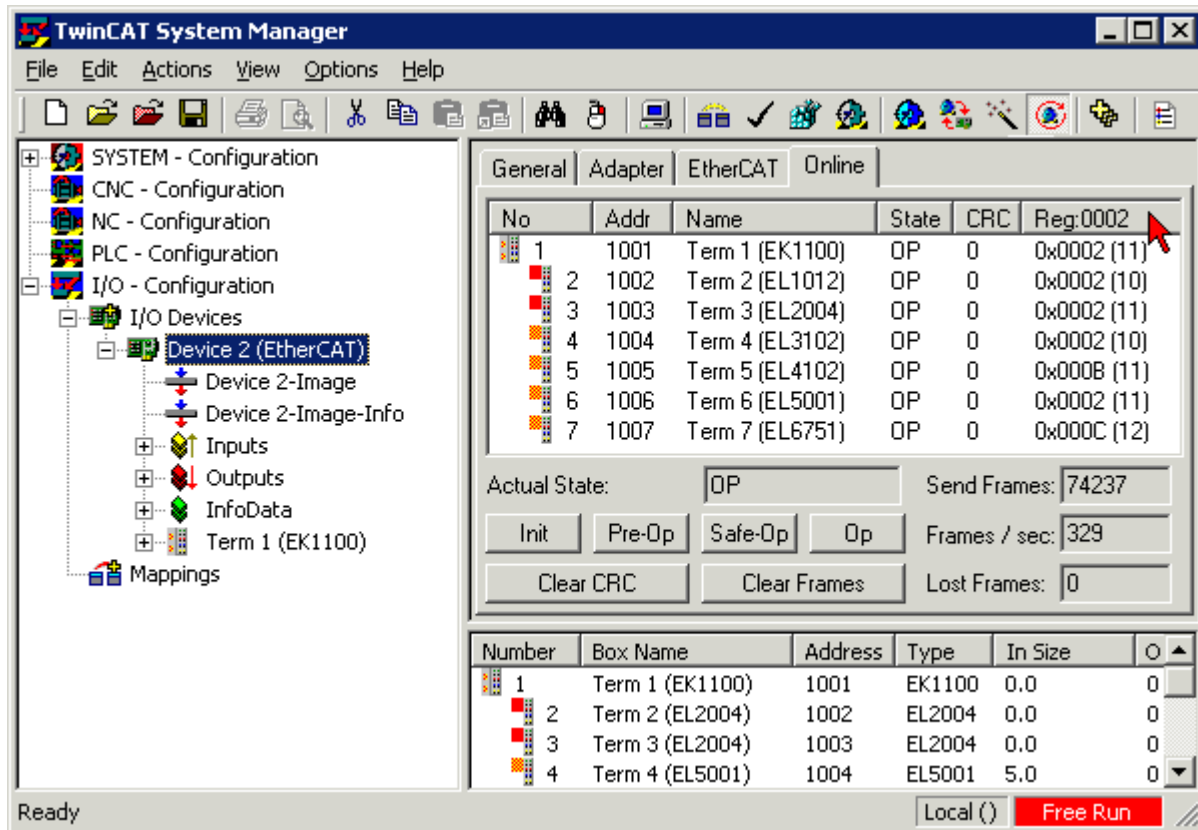 TwinCAT System Manager
File Edit Actions View Options Help
SYSTEM - Configuration
CNC - Configuration
NC - Configuration
PLC - Configuration
I/O - Configuration
I/O Devices
Device 2 (EtherCAT)
Device 2-Image
Device 2-Image-Info
Inputs
Outputs
InfoData
Term 1 (EK1100)
Mappings
General Adapter EtherCAT Online
No Addr Name State CRC Reg:0002
1 1001 Term 1 (EK1100) OP 0 0x0002 (11)
2 1002 Term 2 (EL1012) OP 0 0x0002 (10)
3 1003 Term 3 (EL2004) OP 0 0x0002 (11)
4 1004 Term 4 (EL3102) OP 0 0x0002 (10)
5 1005 Term 5 (EL4102) OP 0 0x000B (11)
6 1006 Term 6 (EL5001) OP 0 0x0002 (11)
7 1007 Term 7 (EL6751) OP 0 0x000C (12)
Actual State: OP Send Frames: 74237
Init Pre-Op Safe-Op Op Frames / sec: 329
Clear CRC Clear Frames Lost Frames: 0
Number Box Name Address Type In Size O
1 Term 1 (EK1100) 1001 EK1100 0.0 0
2 Term 2 (EL2004) 1002 EL2004 0.0 0
3 Term 3 (EL2004) 1003 EL2004 0.0 0
4 Term 4 (EL5001) 1004 EL5001 5.0 0
Ready Local () Free Run